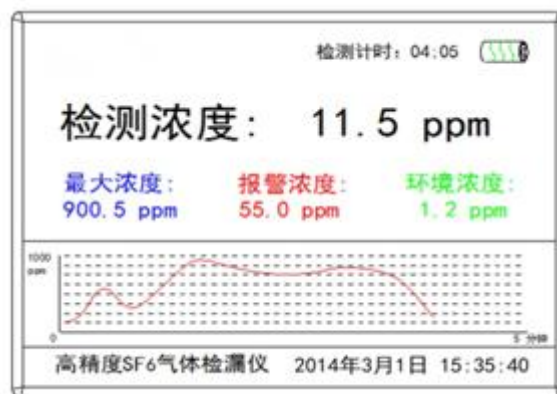 检测计时：04:05
检测浓度： 11.5 ppm
最大浓度： 报警浓度： 环境浓度：
900.5 ppm 55.0 ppm 1.2 ppm
1000
ppm
0 5 分钟
高精度SF6气体检漏仪 2014年3月1日 15:35:40